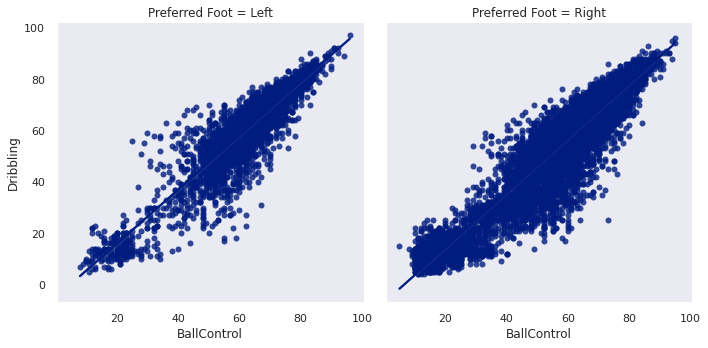 Preferred Foot = Left
Preferred Foot = Right
100
80
60
40
20
0
Dribbling
20 40 60 80 100
20 40 60 80 100
BallControl
BallControl